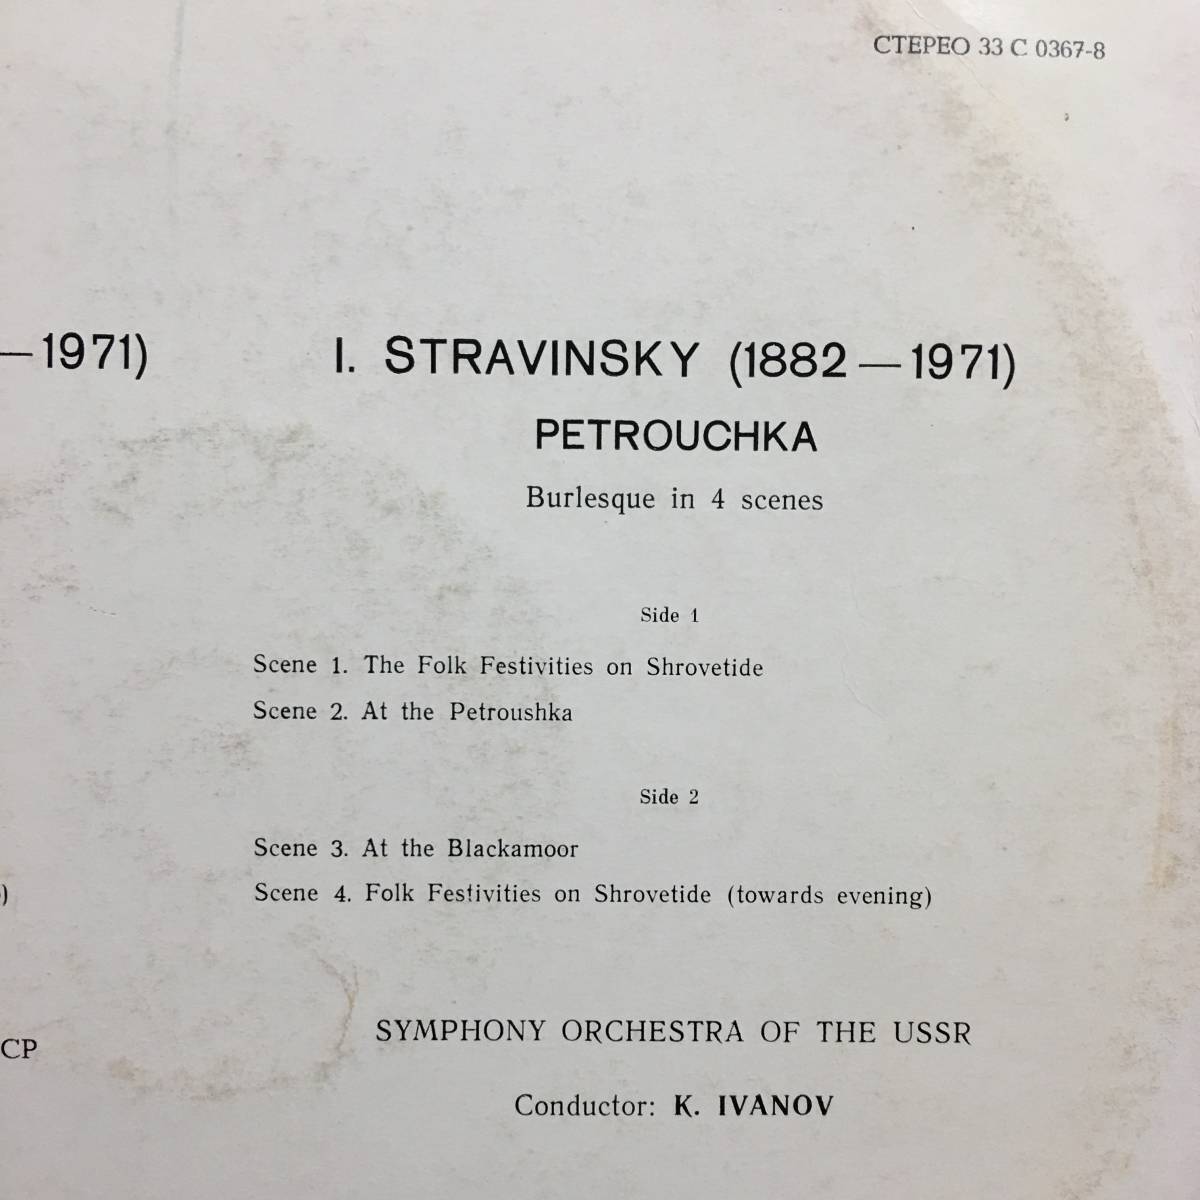 СТЕРЕО 33 С 0367-8
—1971)
I. STRAVINSKY (1882—1971)
PETROUCHKA
Burlesque in 4 scenes
Side 1
Scene 1. The Folk Festivities on Shrovetide
Scene 2. At the Petroushka
Side 2
Scene 3. At the Blackamoor
)
Scene 4. Folk Festivities on Shrovetide (towards evening)
SYMPHONY ORCHESTRA OF THE USSR
СР
Conductor: K. IVANOV